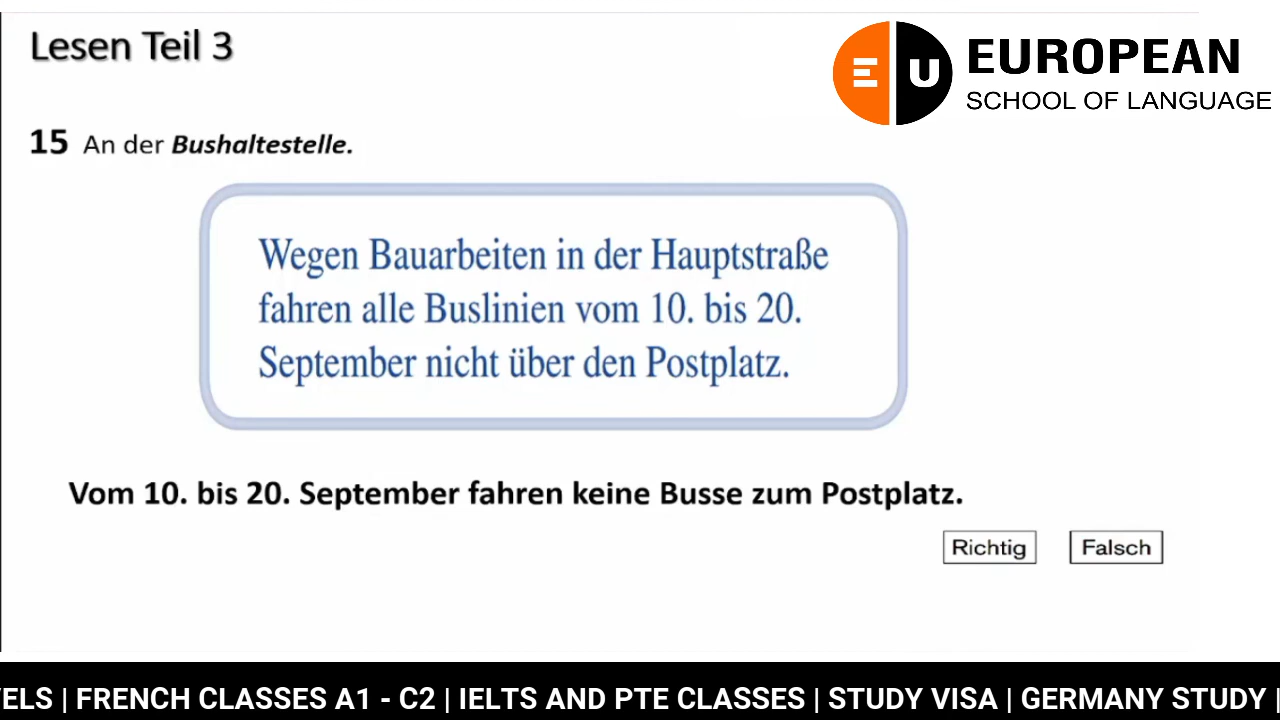 Lesen Teil 3
EUROPEAN
SCHOOL OF LANGUAGE
EU
15 An der Bushaltestelle.
Wegen Bauarbeiten in der Hauptstraße
fahren alle Buslinien vom 10. bis 20.
September nicht über den Postplatz.
Vom 10. bis 20. September fahren keine Busse zum Postplatz.
Richtig Falsch
| FRENCH CLASSES A1 - C2 | IELTS AND PTE CLASSES | STUDY VISA | GERMANY STUDY |